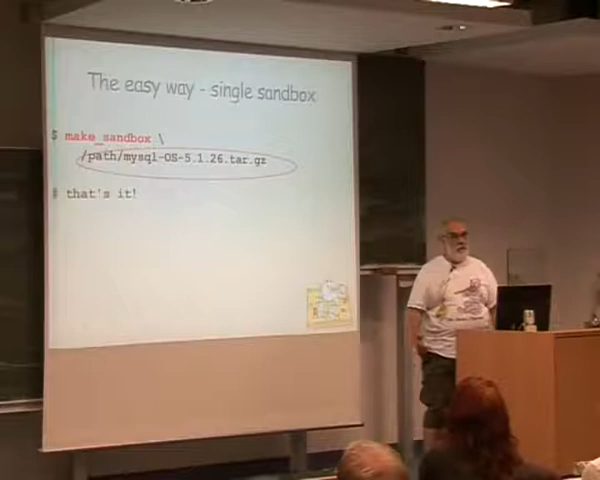 The easy way - single sandbox
$ make_sandbox \
/path/mysql-OS-5.1.26.tar.gz
# that's it!